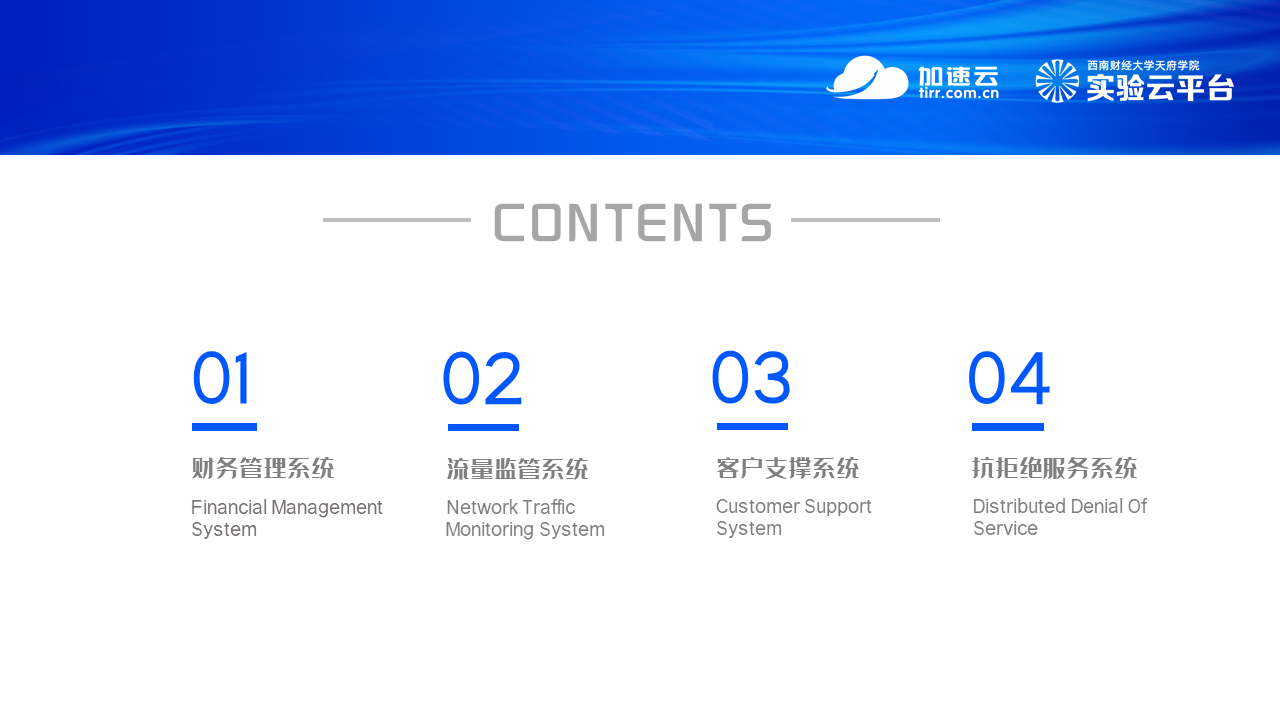 加速云
tirr.com.cn
西南财经大学天府学院
实验云平台
CONTENTS
01
财务管理系统
Financial Management
System
02
流量监管系统
Network Traffic
Monitoring System
03
客户支撑系统
Customer Support
System
04
抗拒绝服务系统
Distributed Denial Of
Service